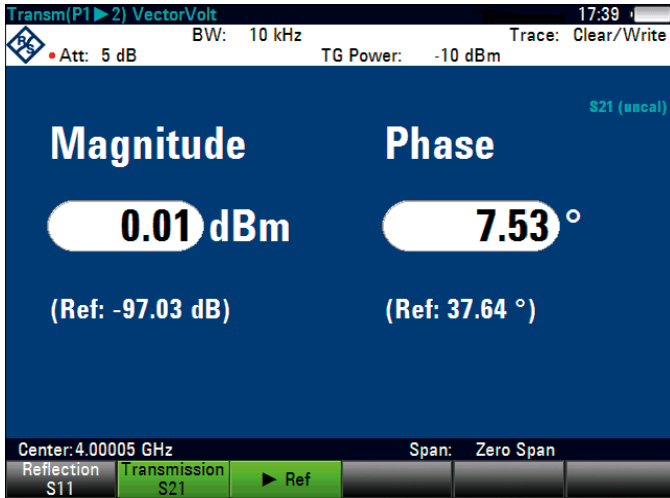 Transm(P1►2) VectorVolt 17:39
BW: 10 kHz Trace: Clear/Write
Att: 5 dB TG Power: -10 dBm
S21 (uncal)
Magnitude Phase
0.01 dBm 7.53 °
(Ref: -97.03 dB) (Ref: 37.64 °)
Center: 4.00005 GHz Span: Zero Span
Reflection Transmission ► Ref
S11 S21